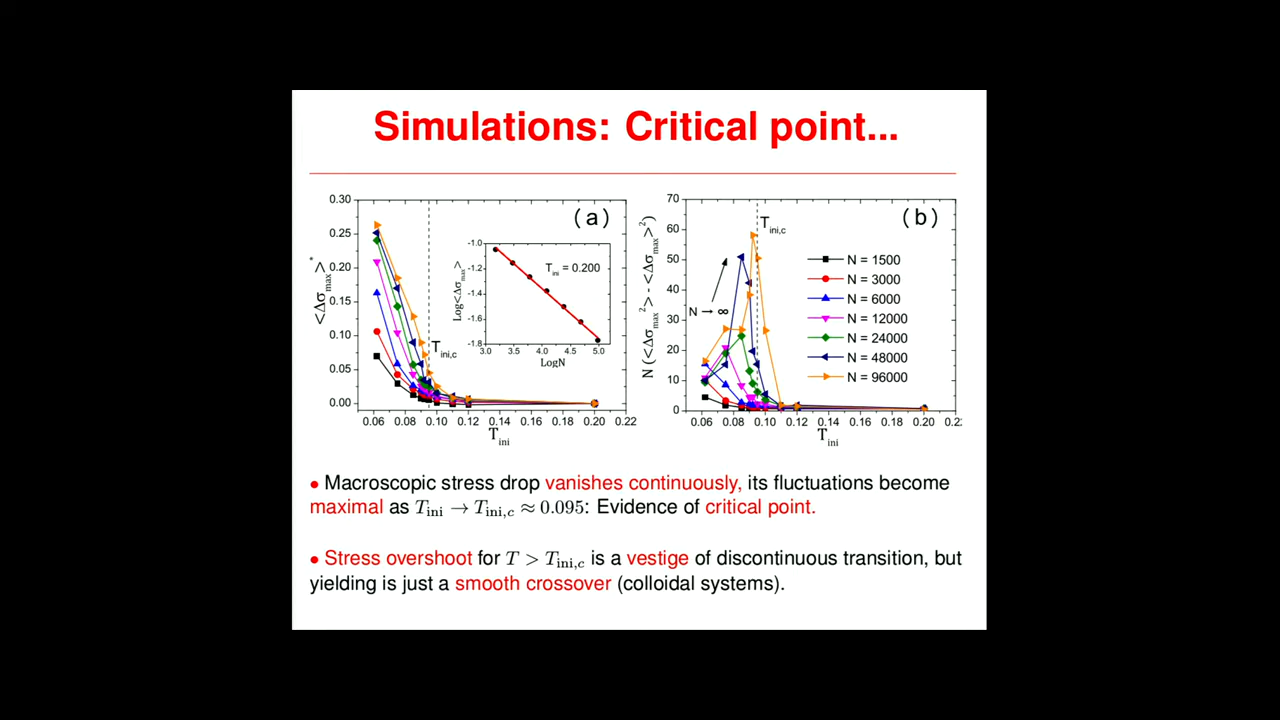 Simulations: Critical point...
(a)
<Δσmax>*
0.30
0.25
0.20
0.15
0.10
0.05
0.00
0.06 0.08 0.10 0.12 0.14 0.16 0.18 0.20 0.22
Tini
Tini,c
Log<Δσmax>
-1.0
-1.2
-1.4
-1.6
-1.8
3.0 3.5 4.0 4.5 5.0
LogN
Tini = 0.200
(b)
N (<Δσmax²> - <Δσmax>²)
70
60
50
40
30
20
10
0
0.06 0.08 0.10 0.12 0.14 0.16 0.18 0.20
Tini
Tini,c
N → ∞
N = 1500
N = 3000
N = 6000
N = 12000
N = 24000
N = 48000
N = 96000
• Macroscopic stress drop vanishes continuously, its fluctuations become
maximal as Tini → Tini,c ≈ 0.095: Evidence of critical point.
• Stress overshoot for T > Tini,c is a vestige of discontinuous transition, but
yielding is just a smooth crossover (colloidal systems).